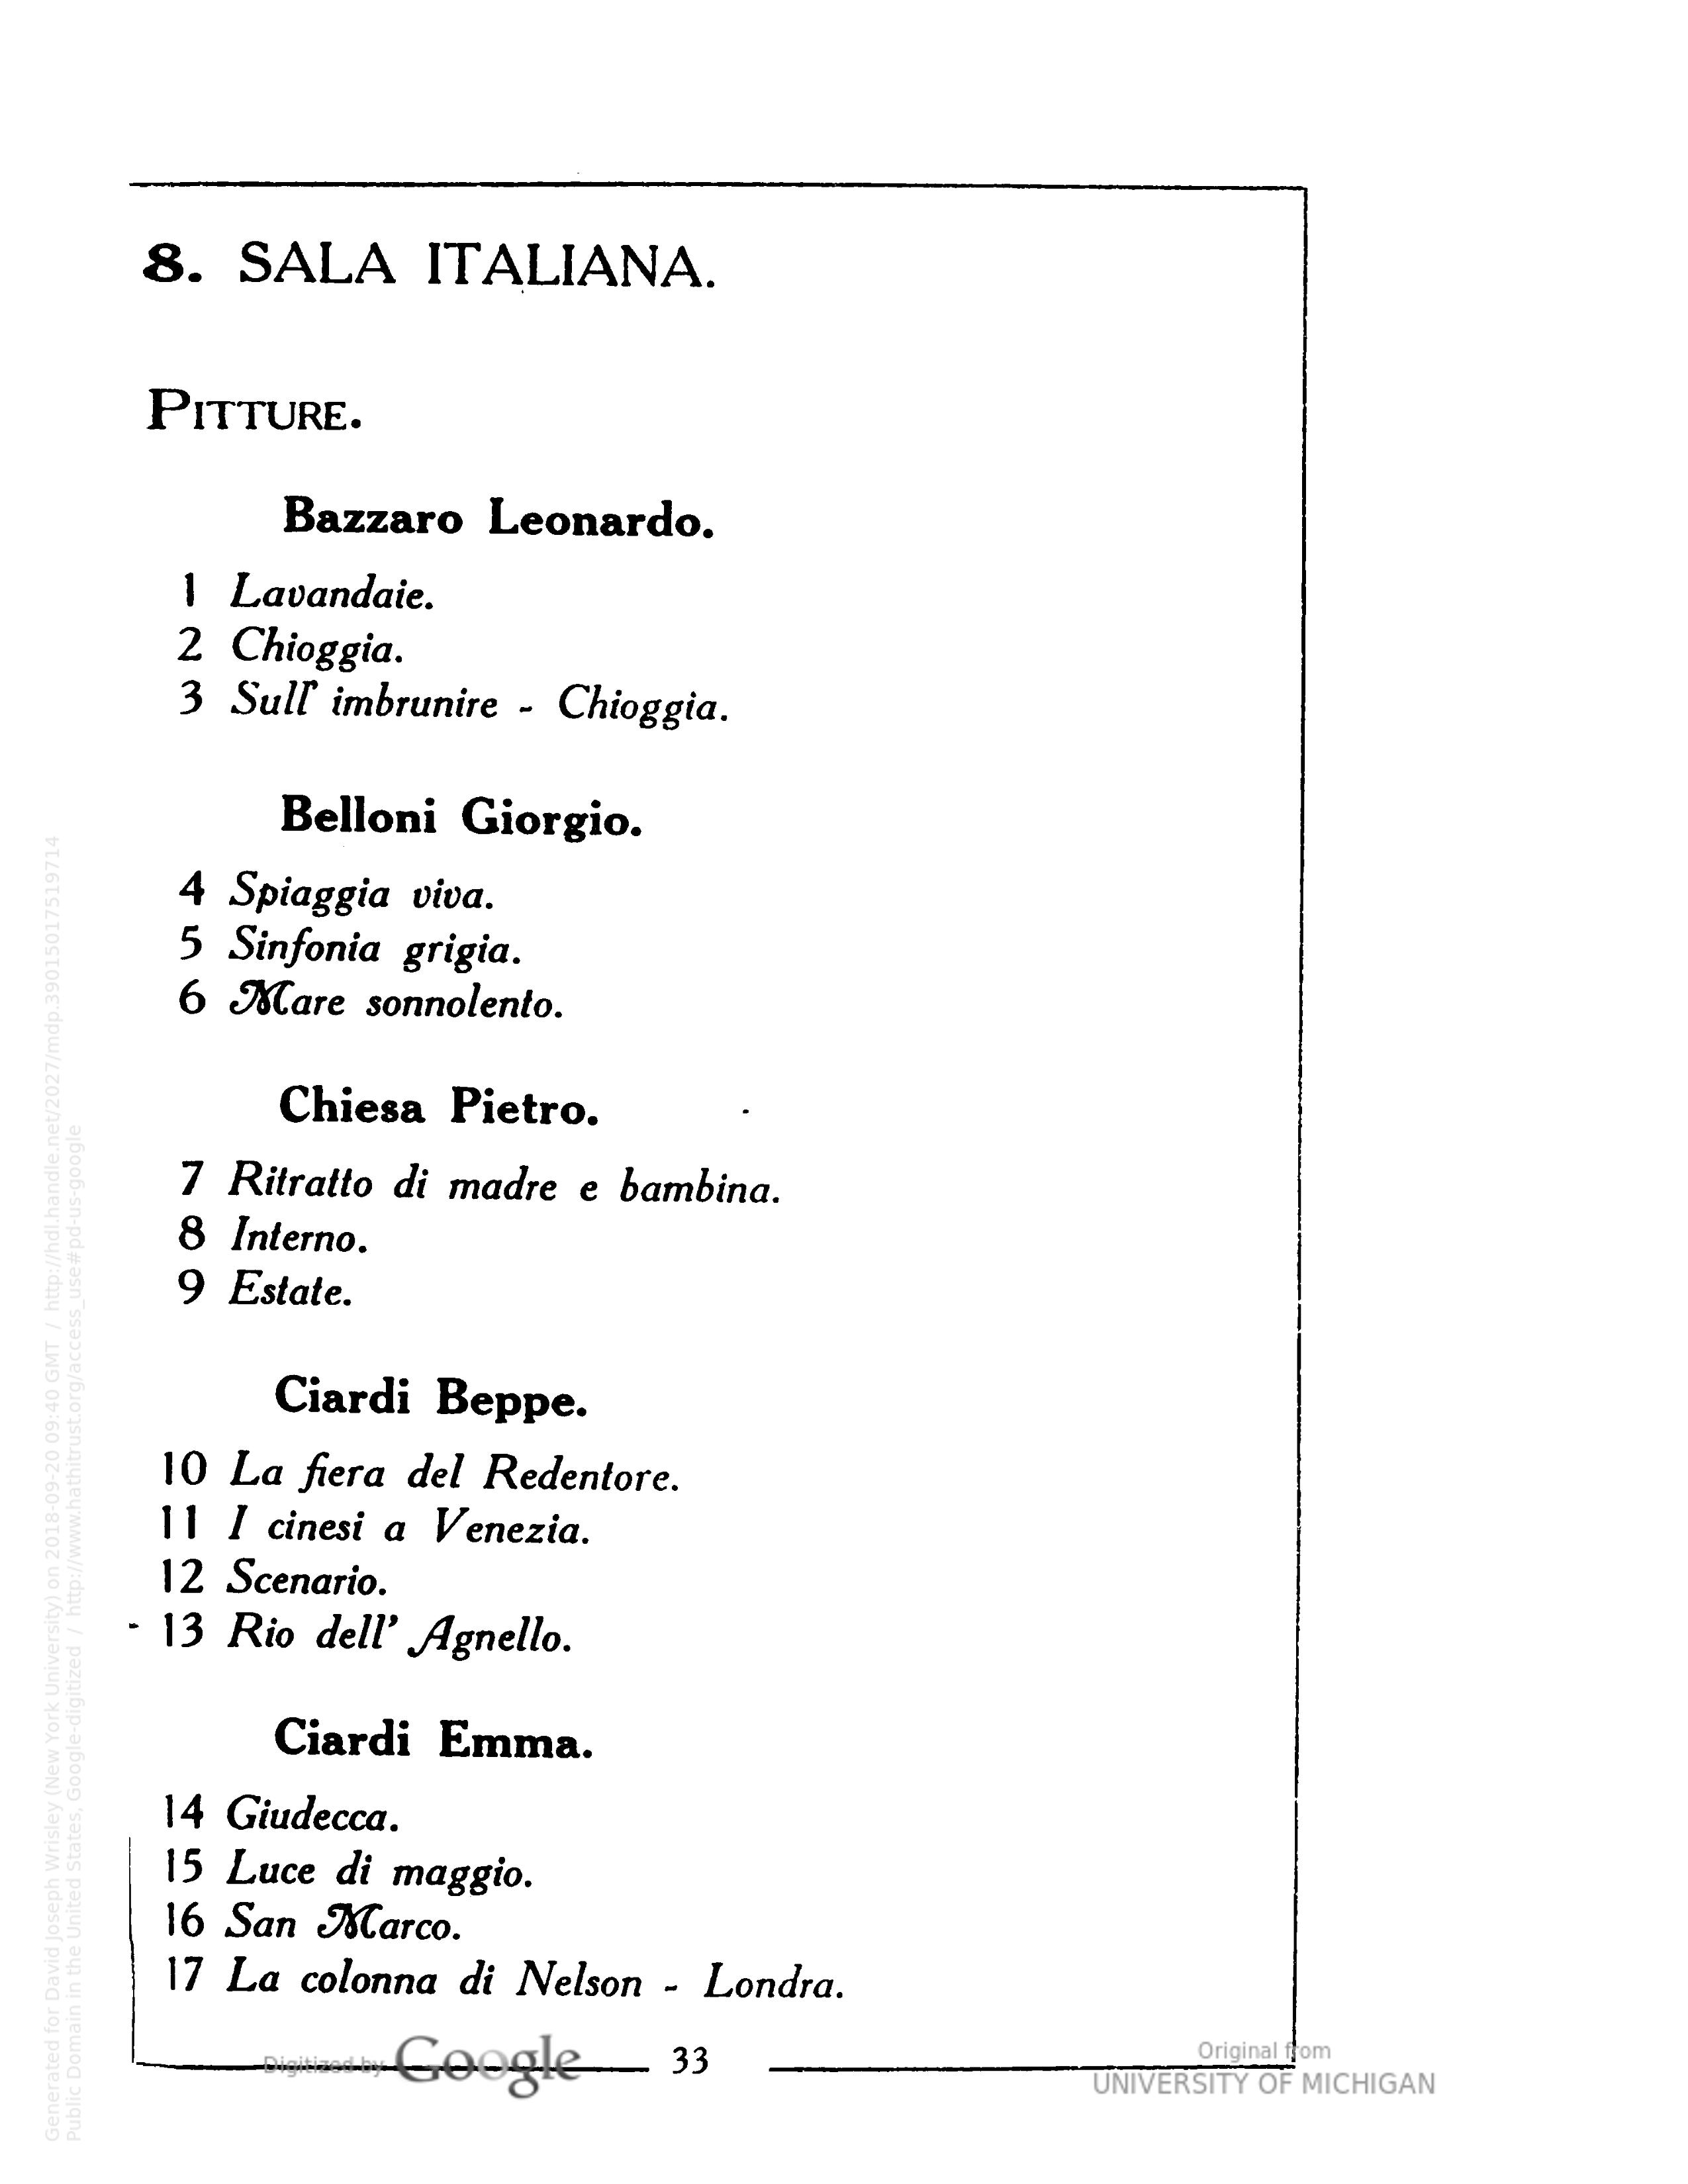 8. SALA ITALIANA.
PITTURE.
Bazzaro Leonardo.
1 Lavandaie.
2 Chioggia.
3 Sull' imbrunire - Chioggia.
Belloni Giorgio.
4 Spiaggia viva.
5 Sinfonia grigia.
6 Mare sonnolento.
Chiesa Pietro.
7 Ritratto di madre e bambina.
8 Interno.
9 Estate.
Ciardi Beppe.
10 La fiera del Redentore.
11 I cinesi a Venezia.
12 Scenario.
- 13 Rio dell' Agnello.
Ciardi Emma.
14 Giudecca.
15 Luce di maggio.
16 San Marco.
17 La colonna di Nelson - Londra.
33
Digitized by Google
Original from
UNIVERSITY OF MICHIGAN
Generated for David Joseph Wrisley (New York University) on 2018-09-20 09:40 GMT / http://hdl.handle.net/2027/mdp.39015017519714
Public Domain in the United States, Google-digitized / http://www.hathitrust.org/access_use#pd-us-google